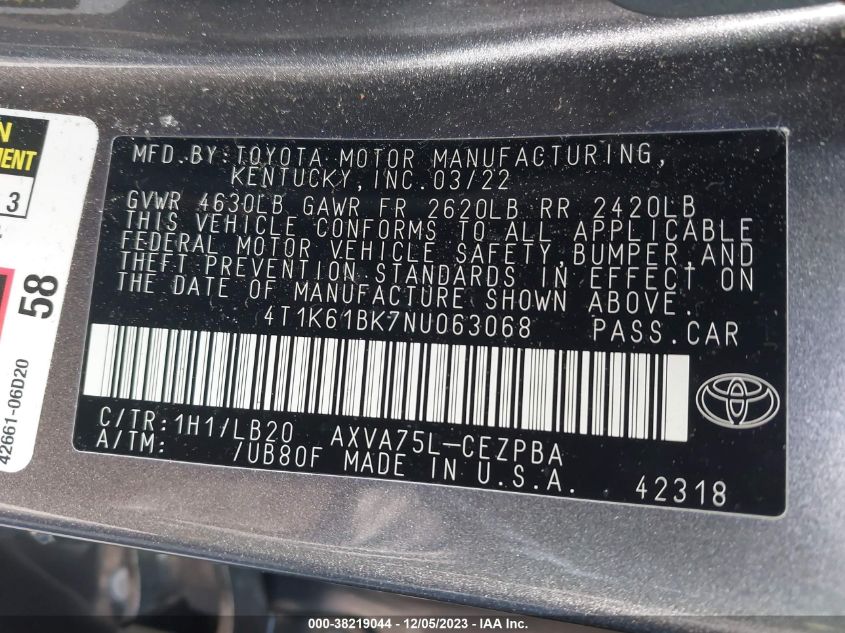 MFD.BY:TOYOTA MOTOR MANUFACTURING,
KENTUCKY,INC.03/22
GVWR 4630LB GAWR FR 2620LB RR 2420LB
THIS VEHICLE CONFORMS TO ALL APPLICABLE
FEDERAL MOTOR VEHICLE SAFETY,BUMPER,AND
THEFT PREVENTION STANDARDS IN EFFECT ON
THE DATE OF MANUFACTURE SHOWN ABOVE.
4T1K61BK7NU063068 PASS.CAR
C/TR:1H1/LB20 AXVA75L-CEZPBA
A/TM: /UB80F MADE IN U.S.A.
42318
N
MENT
3
58
42661-06D20
000-38219044 - 12/05/2023 - IAAI.com